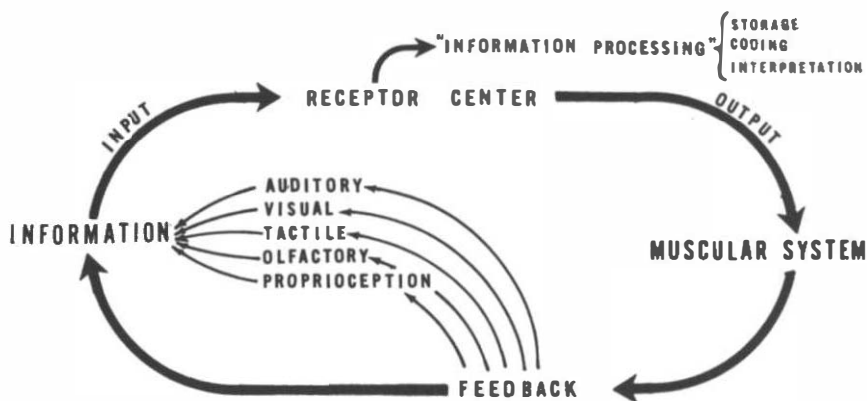 "INFORMATION PROCESSING"
STORAGE
CODING
INTERPRETATION
RECEPTOR CENTER
INPUT
OUTPUT
AUDITORY
VISUAL
TACTILE
OLFACTORY
PROPRIOCEPTION
INFORMATION
MUSCULAR SYSTEM
FEEDBACK